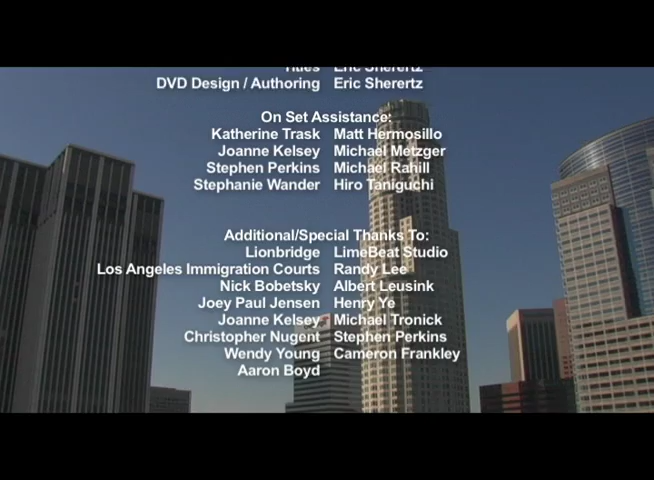 Titles Eric Sherertz
DVD Design / Authoring Eric Sherertz
On Set Assistance:
Katherine Trask Matt Hermosillo
Joanne Kelsey Michael Metzger
Stephen Perkins Michael Rahill
Stephanie Wander Hiro Taniguchi
Additional/Special Thanks To:
Lionbridge LimeBeat Studio
Los Angeles Immigration Courts Randy Lee
Nick Bobetsky Albert Leusink
Joey Paul Jensen Henry Ye
Joanne Kelsey Michael Tronick
Christopher Nugent Stephen Perkins
Wendy Young Cameron Frankley
Aaron Boyd